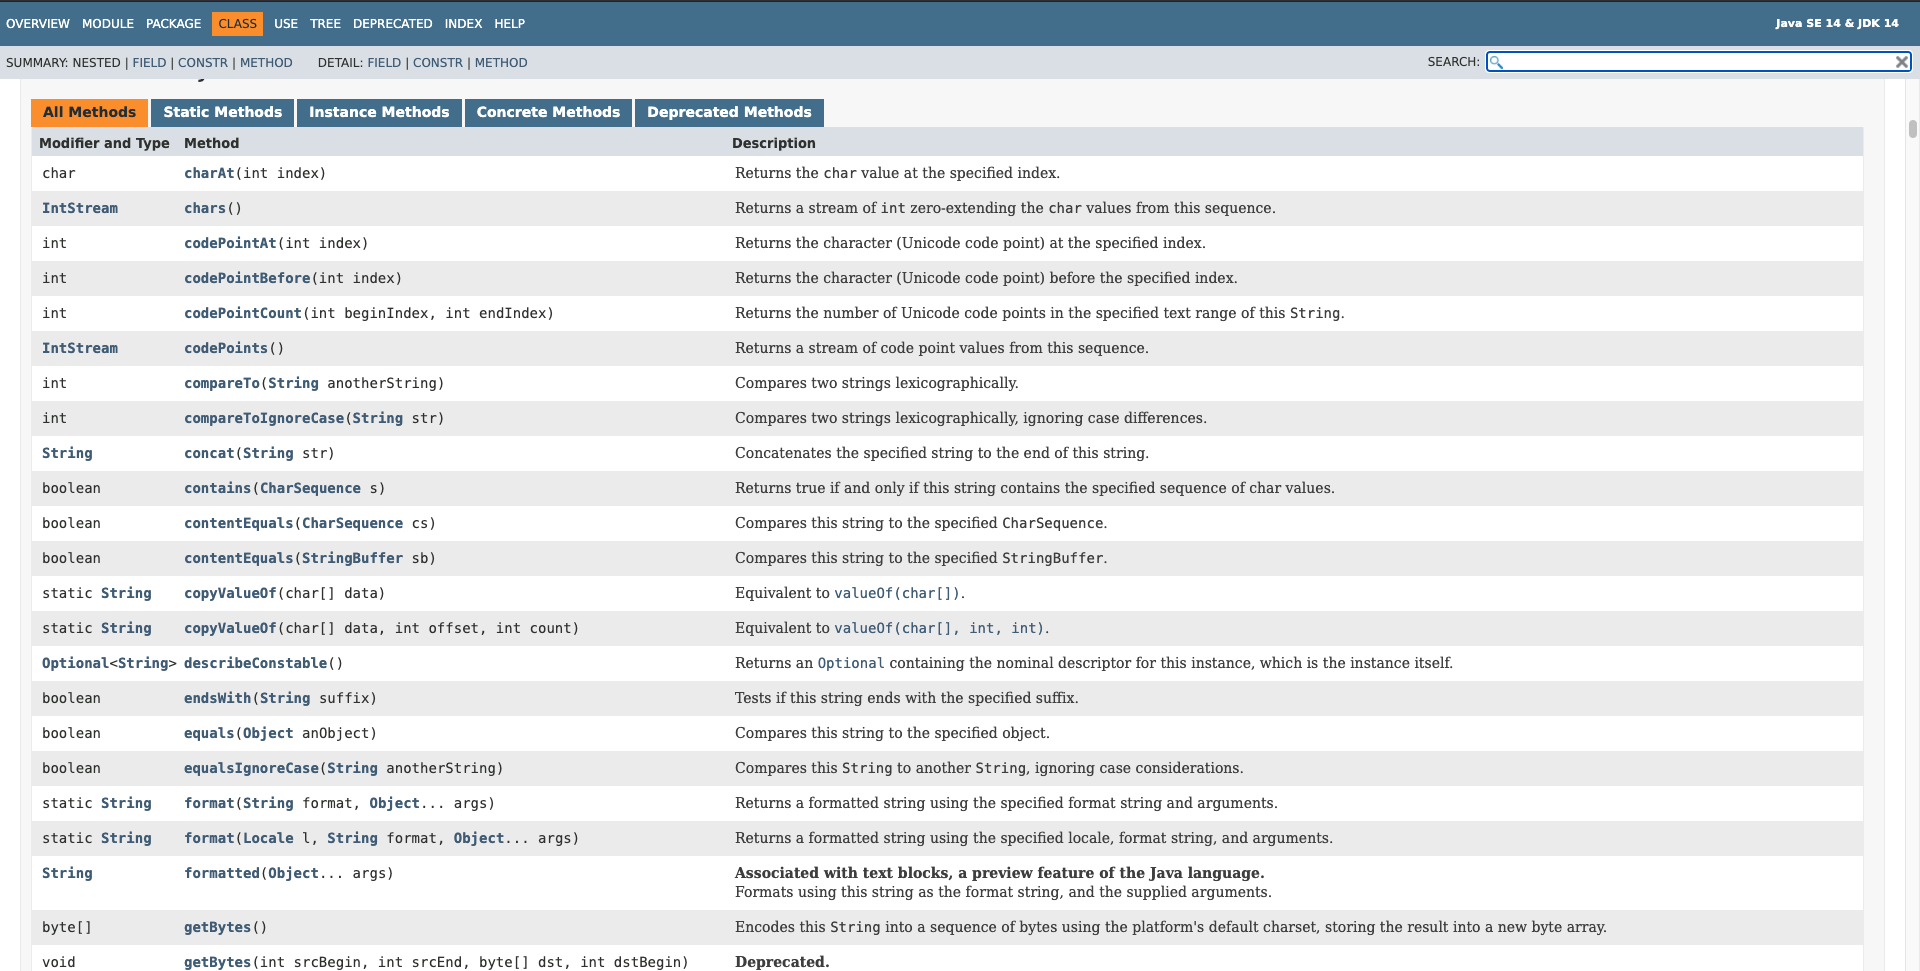 OVERVIEW MODULE PACKAGE CLASS USE TREE DEPRECATED INDEX HELP Java SE 14 & JDK 14
SUMMARY: NESTED | FIELD | CONSTR | METHOD DETAIL: FIELD | CONSTR | METHOD SEARCH:
All Methods Static Methods Instance Methods Concrete Methods Deprecated Methods
Modifier and Type Method Description
char charAt(int index) Returns the char value at the specified index.
IntStream chars() Returns a stream of int zero-extending the char values from this sequence.
int codePointAt(int index) Returns the character (Unicode code point) at the specified index.
int codePointBefore(int index) Returns the character (Unicode code point) before the specified index.
int codePointCount(int beginIndex, int endIndex) Returns the number of Unicode code points in the specified text range of this String.
IntStream codePoints() Returns a stream of code point values from this sequence.
int compareTo(String anotherString) Compares two strings lexicographically.
int compareToIgnoreCase(String str) Compares two strings lexicographically, ignoring case differences.
String concat(String str) Concatenates the specified string to the end of this string.
boolean contains(CharSequence s) Returns true if and only if this string contains the specified sequence of char values.
boolean contentEquals(CharSequence cs) Compares this string to the specified CharSequence.
boolean contentEquals(StringBuffer sb) Compares this string to the specified StringBuffer.
static String copyValueOf(char[] data) Equivalent to valueOf(char[]).
static String copyValueOf(char[] data, int offset, int count) Equivalent to valueOf(char[], int, int).
Optional<String> describeConstable() Returns an Optional containing the nominal descriptor for this instance, which is the instance itself.
boolean endsWith(String suffix) Tests if this string ends with the specified suffix.
boolean equals(Object anObject) Compares this string to the specified object.
boolean equalsIgnoreCase(String anotherString) Compares this String to another String, ignoring case considerations.
static String format(String format, Object... args) Returns a formatted string using the specified format string and arguments.
static String format(Locale l, String format, Object... args) Returns a formatted string using the specified locale, format string, and arguments.
String formatted(Object... args) Associated with text blocks, a preview feature of the Java language.
Formats using this string as the format string, and the supplied arguments.
byte[] getBytes() Encodes this String into a sequence of bytes using the platform's default charset, storing the result into a new byte array.
void getBytes(int srcBegin, int srcEnd, byte[] dst, int dstBegin) Deprecated.